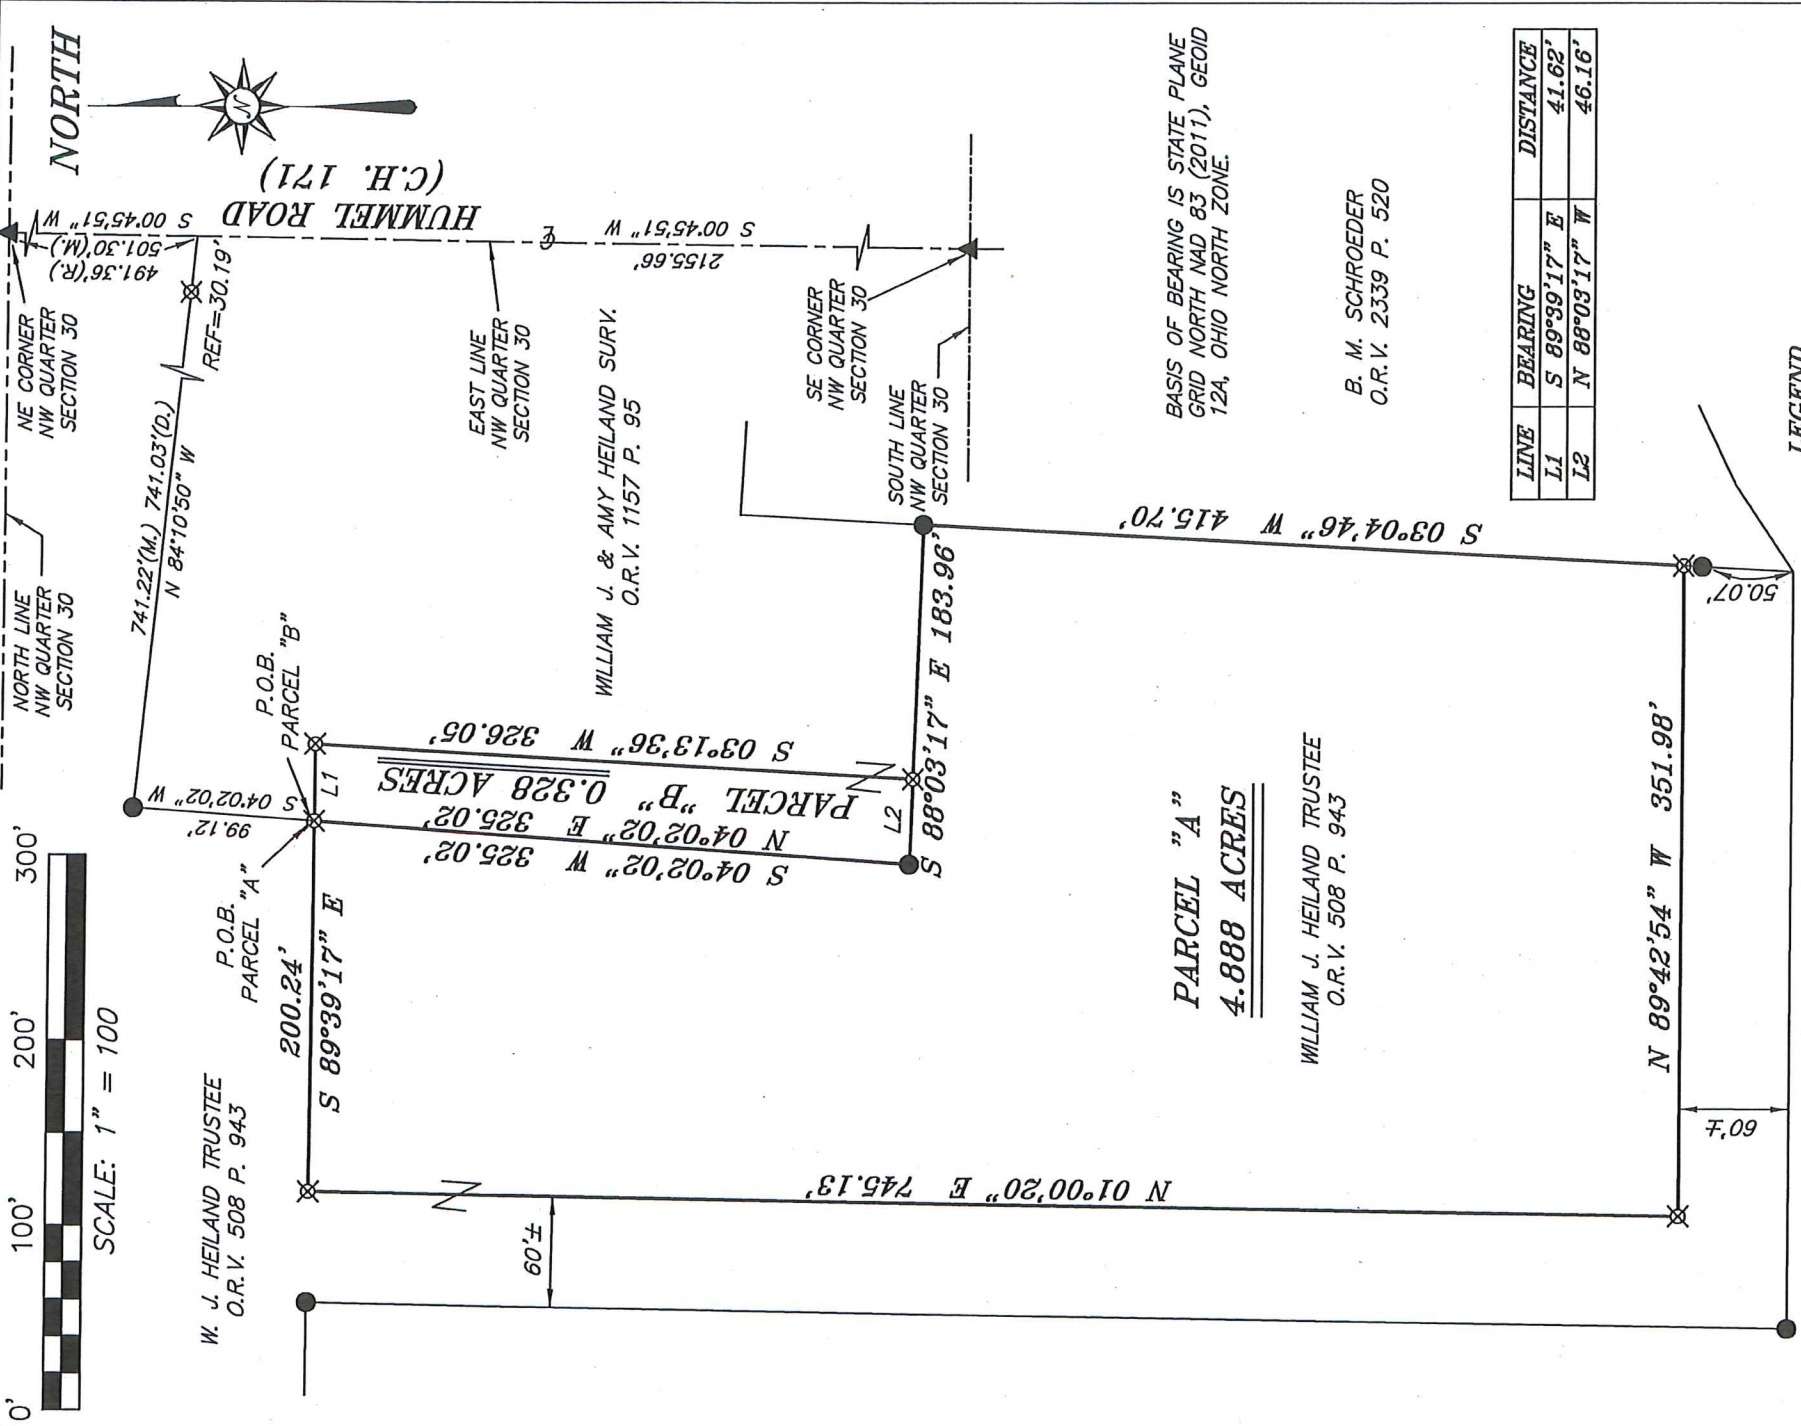 0' 100' 200' 300'
SCALE: 1" = 100
NORTH
N
NORTH LINE
NW QUARTER
SECTION 30
NE CORNER
NW QUARTER
SECTION 30
491.36'(R.)
501.30'(M.)
S 00°45'51" W
HUMMEL ROAD
(C.H. 171)
741.22'(M.) 741.03'(D.)
N 84°10'50" W
REF=30.19'
EAST LINE
NW QUARTER
SECTION 30
2155.66'
S 00°45'51" W
SE CORNER
NW QUARTER
SECTION 30
SOUTH LINE
NW QUARTER
SECTION 30
W. J. HEILAND TRUSTEE
O.R.V. 508 P. 943
99.12'
S 04°02'02" W
P.O.B.
PARCEL "A"
P.O.B.
PARCEL "B"
200.24'
S 89°39'17" E
L1
WILLIAM J. & AMY HEILAND SURV.
O.R.V. 1157 P. 95
S 03°13'36" W 326.05'
PARCEL "B" 0.328 ACRES
N 04°02'02" E 325.02'
S 04°02'02" W 325.02'
L2
S 88°03'17" E 183.96'
S 03°04'46" W 415.70'
BASIS OF BEARING IS STATE PLANE
GRID NORTH NAD 83 (2011), GEOID
12A, OHIO NORTH ZONE.
B. M. SCHROEDER
O.R.V. 2339 P. 520
PARCEL "A"
4.888 ACRES
WILLIAM J. HEILAND TRUSTEE
O.R.V. 508 P. 943
N 01°00'20" E 745.13'
60'±
N 89°42'54" W 351.98'
60'±
50.07'
LINE BEARING DISTANCE
L1 S 89°39'17" E 41.62'
L2 N 88°03'17" W 46.16'
LEGEND